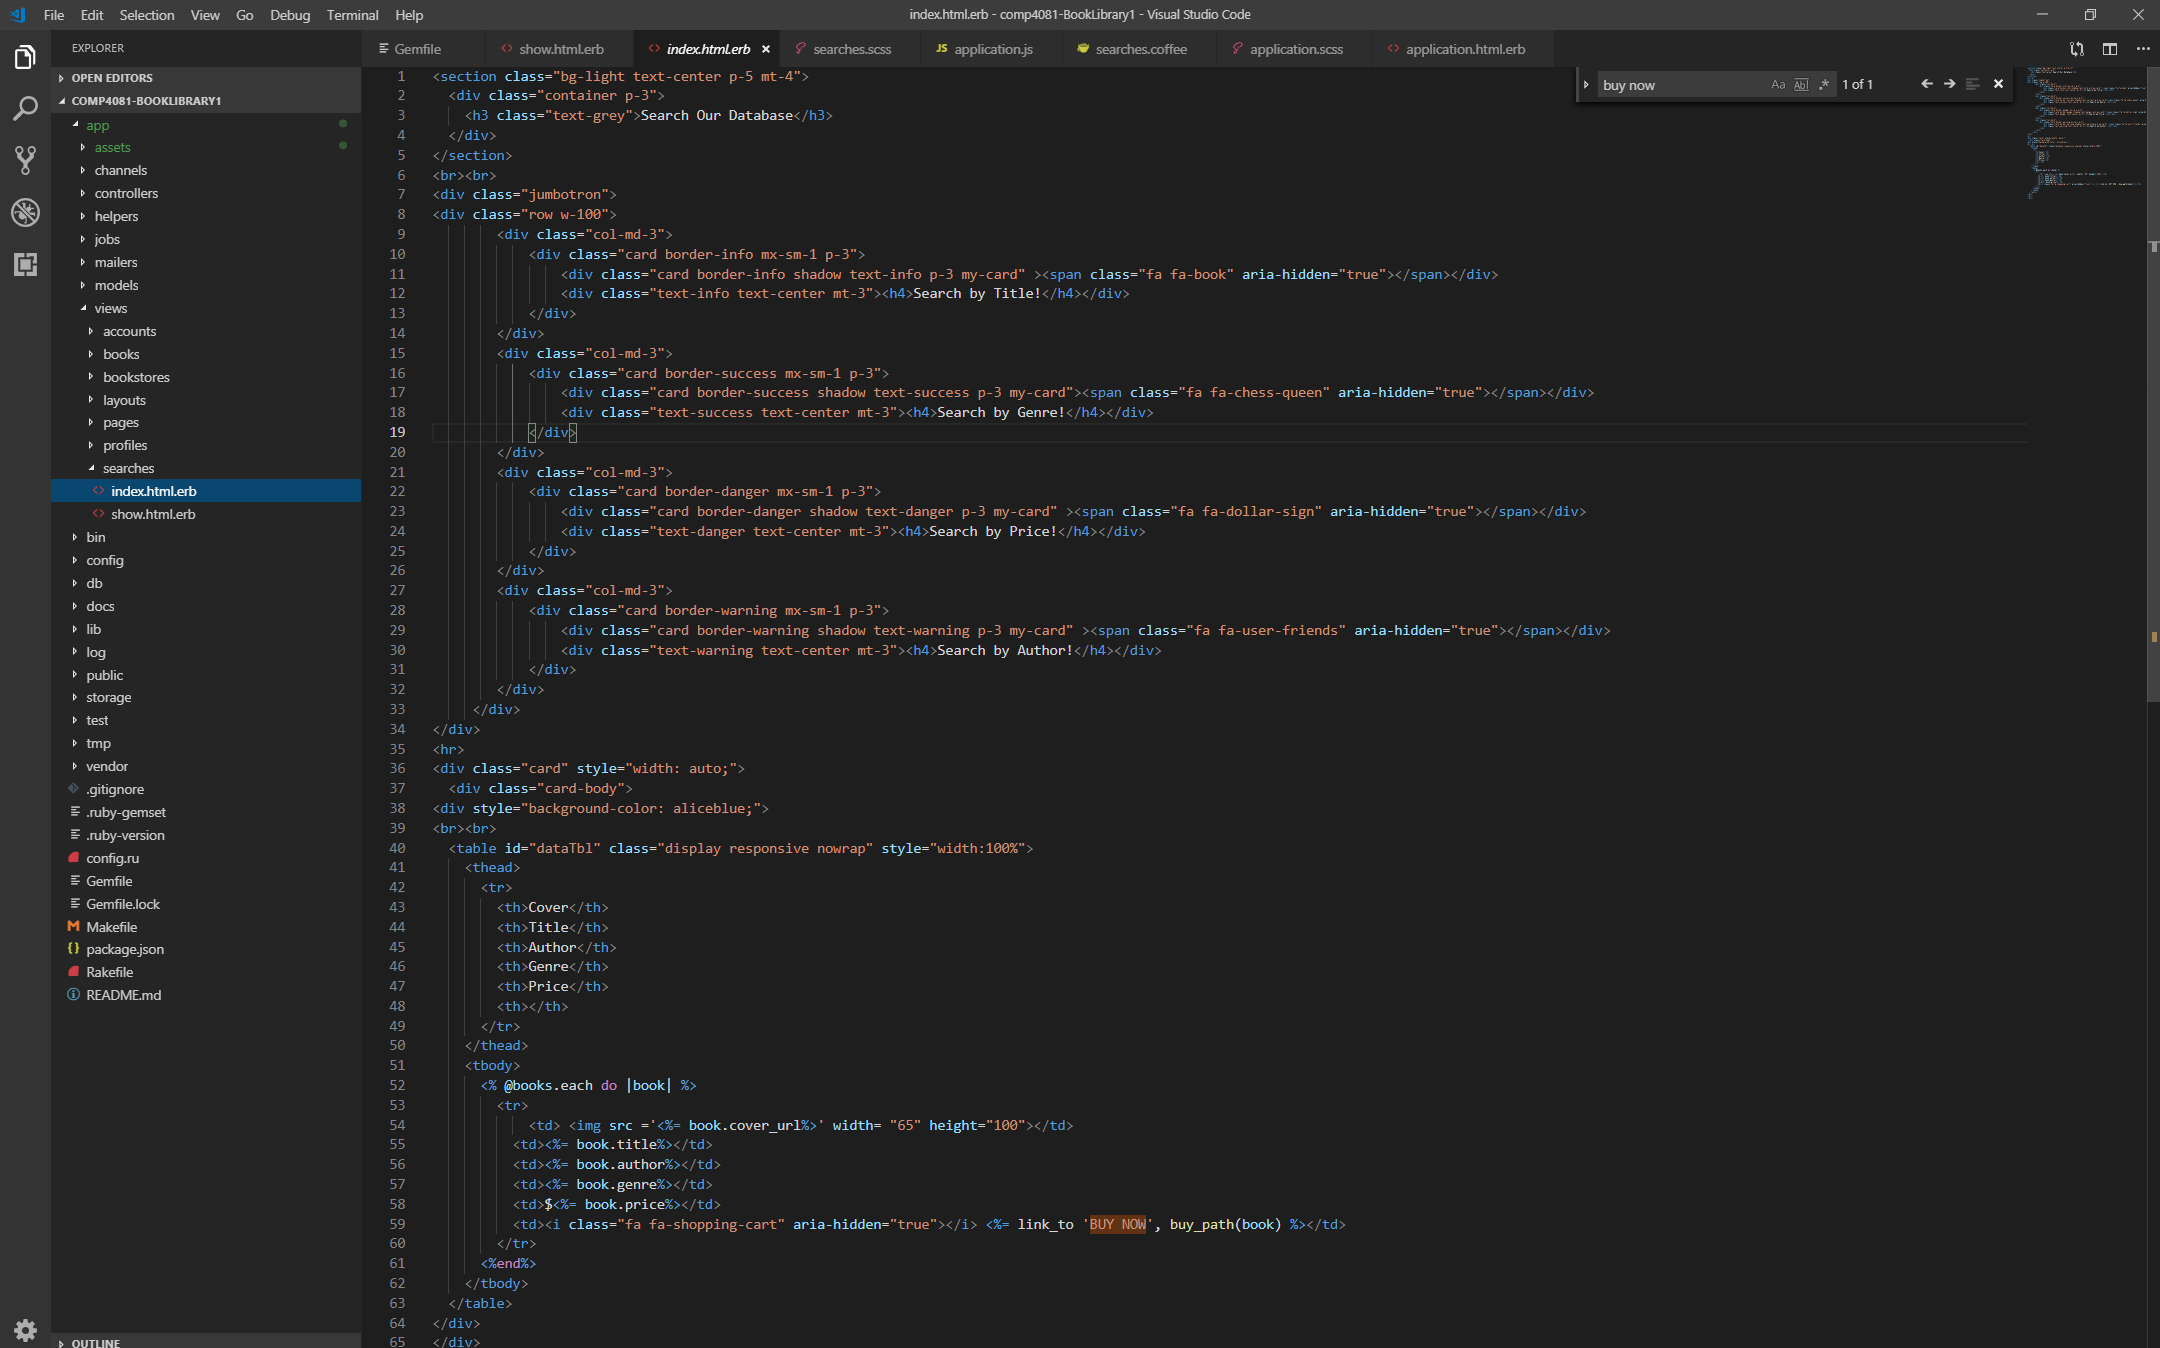 File Edit Selection View Go Debug Terminal Help
index.html.erb - comp4081-BookLibrary1 - Visual Studio Code
EXPLORER
OPEN EDITORS
COMP4081-BOOKLIBRARY1
app
assets
channels
controllers
helpers
jobs
mailers
models
views
accounts
books
bookstores
layouts
pages
profiles
searches
index.html.erb
show.html.erb
bin
config
db
docs
lib
log
public
storage
test
tmp
vendor
.gitignore
.ruby-gemset
.ruby-version
config.ru
Gemfile
Gemfile.lock
Makefile
package.json
Rakefile
README.md
OUTLINE
Gemfile show.html.erb index.html.erb searches.scss JS application.js searches.coffee application.scss application.html.erb
buy now Aa Abl .* 1 of 1
1 <section class="bg-light text-center p-5 mt-4">
2 <div class="container p-3">
3 <h3 class="text-grey">Search Our Database</h3>
4 </div>
5 </section>
6 <br><br>
7 <div class="jumbotron">
8 <div class="row w-100">
9 <div class="col-md-3">
10 <div class="card border-info mx-sm-1 p-3">
11 <div class="card border-info shadow text-info p-3 my-card" ><span class="fa fa-book" aria-hidden="true"></span></div>
12 <div class="text-info text-center mt-3"><h4>Search by Title!</h4></div>
13 </div>
14 </div>
15 <div class="col-md-3">
16 <div class="card border-success mx-sm-1 p-3">
17 <div class="card border-success shadow text-success p-3 my-card"><span class="fa fa-chess-queen" aria-hidden="true"></span></div>
18 <div class="text-success text-center mt-3"><h4>Search by Genre!</h4></div>
19 </div>
20 </div>
21 <div class="col-md-3">
22 <div class="card border-danger mx-sm-1 p-3">
23 <div class="card border-danger shadow text-danger p-3 my-card" ><span class="fa fa-dollar-sign" aria-hidden="true"></span></div>
24 <div class="text-danger text-center mt-3"><h4>Search by Price!</h4></div>
25 </div>
26 </div>
27 <div class="col-md-3">
28 <div class="card border-warning mx-sm-1 p-3">
29 <div class="card border-warning shadow text-warning p-3 my-card" ><span class="fa fa-user-friends" aria-hidden="true"></span></div>
30 <div class="text-warning text-center mt-3"><h4>Search by Author!</h4></div>
31 </div>
32 </div>
33 </div>
34 </div>
35 <hr>
36 <div class="card" style="width: auto;">
37 <div class="card-body">
38 <div style="background-color: aliceblue;">
39 <br><br>
40 <table id="dataTbl" class="display responsive nowrap" style="width:100%">
41 <thead>
42 <tr>
43 <th>Cover</th>
44 <th>Title</th>
45 <th>Author</th>
46 <th>Genre</th>
47 <th>Price</th>
48 <th></th>
49 </tr>
50 </thead>
51 <tbody>
52 <% @books.each do |book| %>
53 <tr>
54 <td> <img src ='<%= book.cover_url%>' width= "65" height="100"></td>
55 <td><%= book.title%></td>
56 <td><%= book.author%></td>
57 <td><%= book.genre%></td>
58 <td>$<%= book.price%></td>
59 <td><i class="fa fa-shopping-cart" aria-hidden="true"></i> <%= link_to 'BUY NOW', buy_path(book) %></td>
60 </tr>
61 <%end%>
62 </tbody>
63 </table>
64 </div>
65 </div>